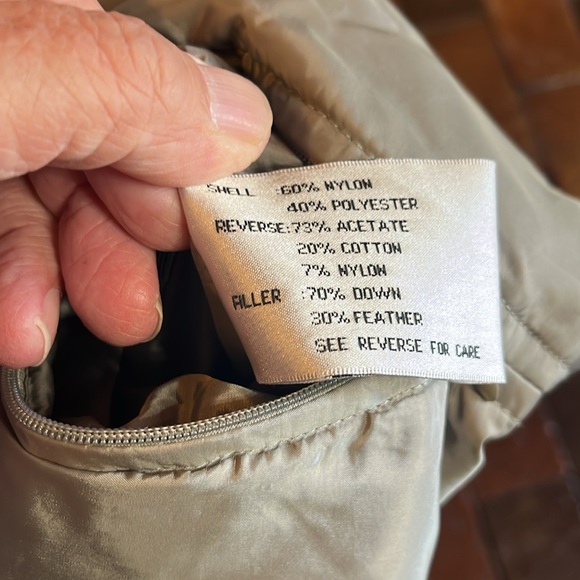 SHELL :60% NYLON
40% POLYESTER
REVERSE:73% ACETATE
20% COTTON
7% NYLON
FILLER :70% DOWN
30% FEATHER
SEE REVERSE FOR CARE